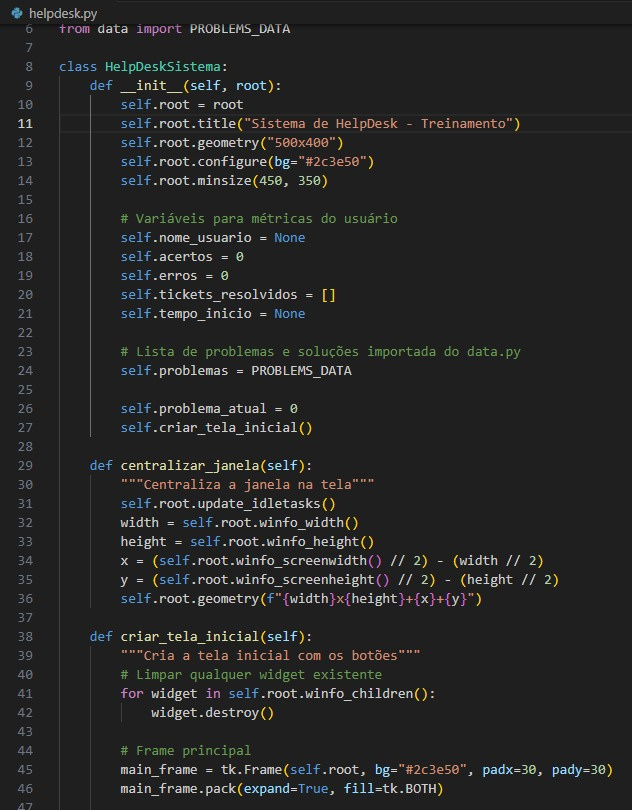 helpdesk.py
6 from data import PROBLEMS_DATA
7
8 class HelpDeskSistema:
9     def __init__(self, root):
10         self.root = root
11         self.root.title("Sistema de HelpDesk - Treinamento")
12         self.root.geometry("500x400")
13         self.root.configure(bg="#2c3e50")
14         self.root.minsize(450, 350)
15
16         # Variáveis para métricas do usuário
17         self.nome_usuario = None
18         self.acertos = 0
19         self.erros = 0
20         self.tickets_resolvidos = []
21         self.tempo_inicio = None
22
23         # Lista de problemas e soluções importada do data.py
24         self.problemas = PROBLEMS_DATA
25
26         self.problema_atual = 0
27         self.criar_tela_inicial()
28
29     def centralizar_janela(self):
30         """Centraliza a janela na tela"""
31         self.root.update_idletasks()
32         width = self.root.winfo_width()
33         height = self.root.winfo_height()
34         x = (self.root.winfo_screenwidth() // 2) - (width // 2)
35         y = (self.root.winfo_screenheight() // 2) - (height // 2)
36         self.root.geometry(f"{width}x{height}+{x}+{y}")
37
38     def criar_tela_inicial(self):
39         """Cria a tela inicial com os botões"""
40         # Limpar qualquer widget existente
41         for widget in self.root.winfo_children():
42             widget.destroy()
43
44         # Frame principal
45         main_frame = tk.Frame(self.root, bg="#2c3e50", padx=30, pady=30)
46         main_frame.pack(expand=True, fill=tk.BOTH)
47